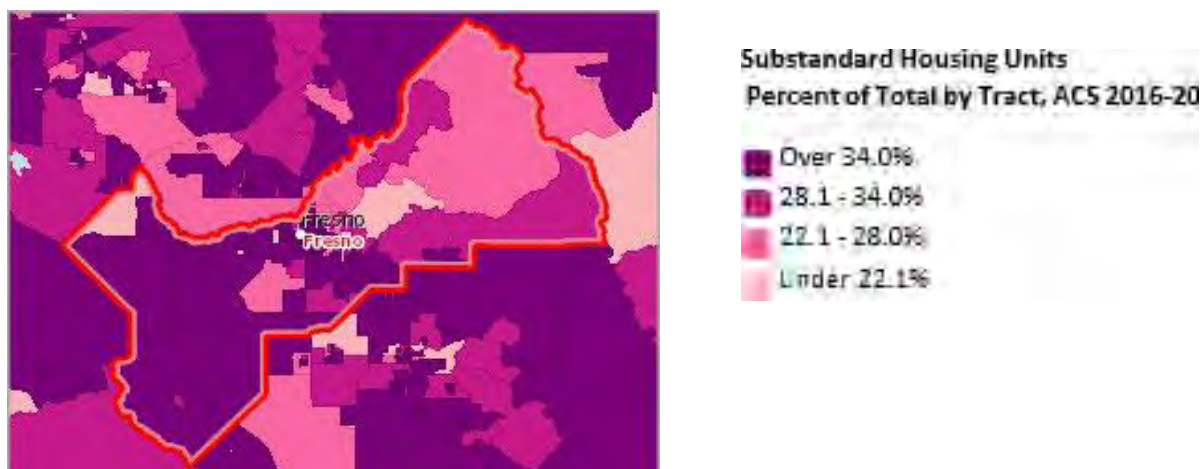 Fresno
Fresno
Substandard Housing Units
Percent of Total by Tract, ACS 2016-20
Over 34.0%
28.1 - 34.0%
22.1 - 28.0%
Under 22.1%